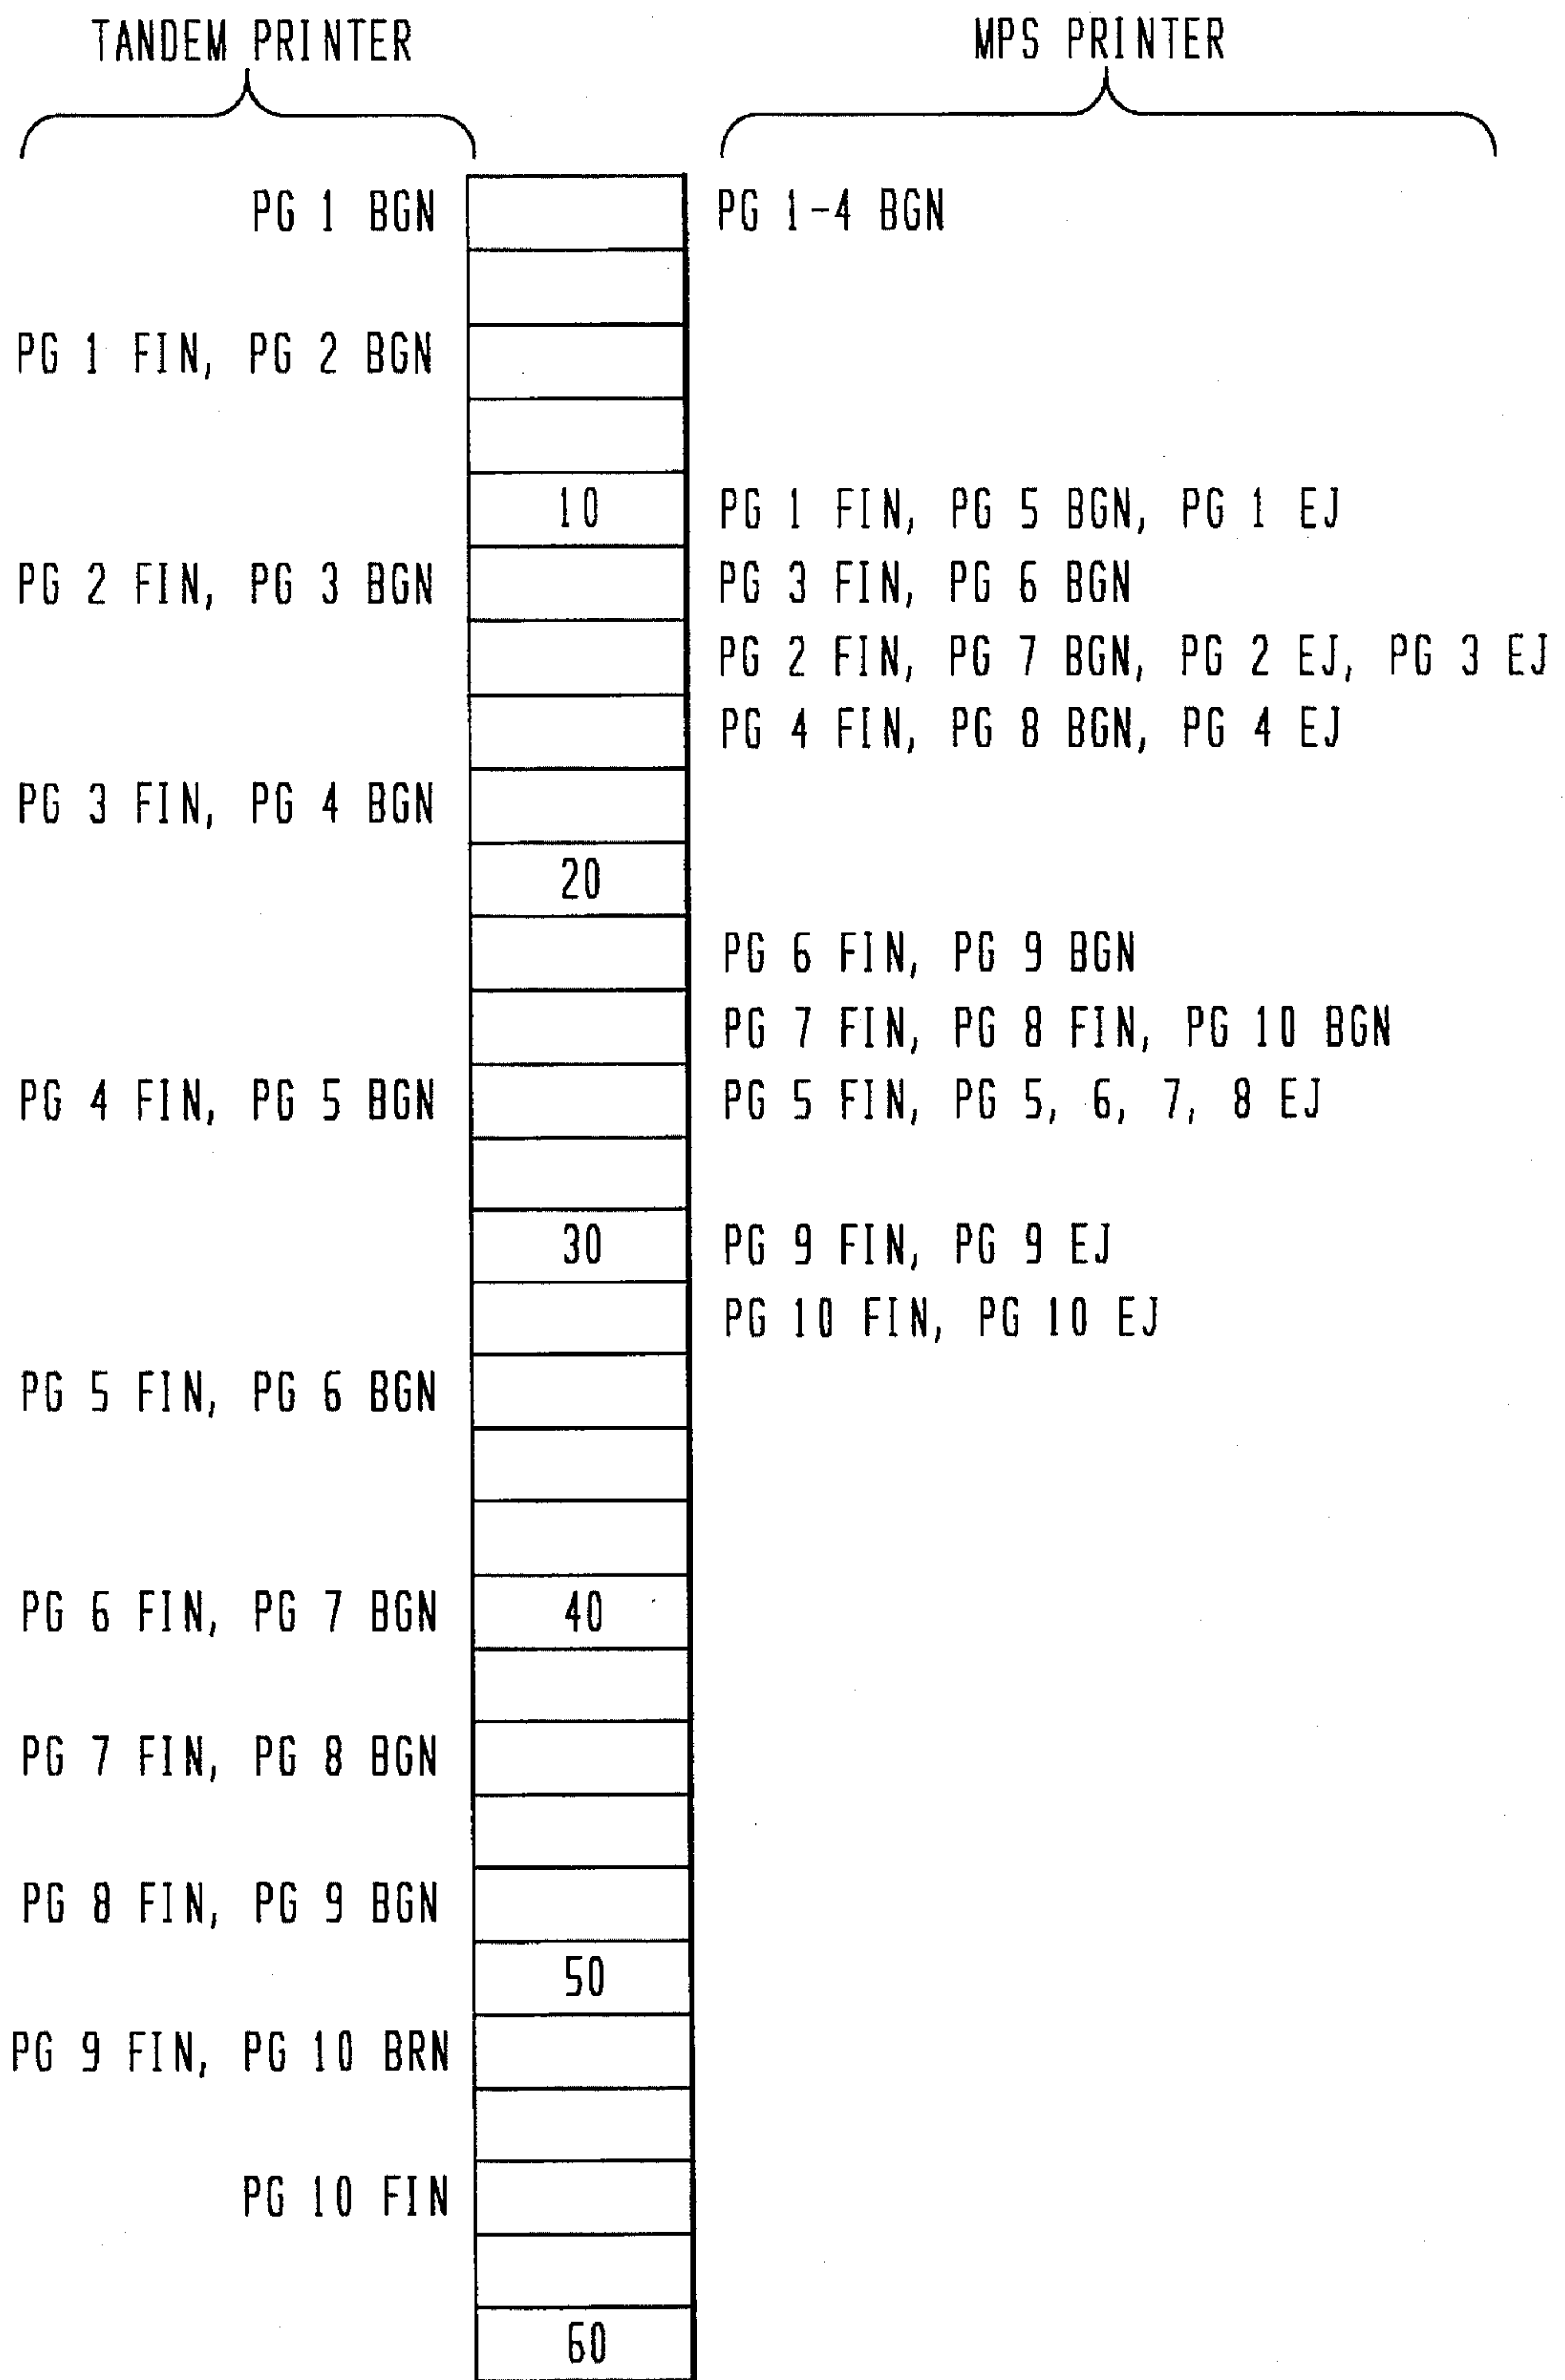 TANDEM PRINTER MPS PRINTER
PG 1 BGN PG 1-4 BGN
PG 1 FIN, PG 2 BGN
10 PG 1 FIN, PG 5 BGN, PG 1 EJ
PG 2 FIN, PG 3 BGN PG 3 FIN, PG 6 BGN
PG 2 FIN, PG 7 BGN, PG 2 EJ, PG 3 EJ
PG 4 FIN, PG 8 BGN, PG 4 EJ
PG 3 FIN, PG 4 BGN
20
PG 6 FIN, PG 9 BGN
PG 7 FIN, PG 8 FIN, PG 10 BGN
PG 4 FIN, PG 5 BGN PG 5 FIN, PG 5, 6, 7, 8 EJ
30 PG 9 FIN, PG 9 EJ
PG 10 FIN, PG 10 EJ
PG 5 FIN, PG 6 BGN
PG 6 FIN, PG 7 BGN 40
PG 7 FIN, PG 8 BGN
PG 8 FIN, PG 9 BGN
50
PG 9 FIN, PG 10 BRN
PG 10 FIN
60